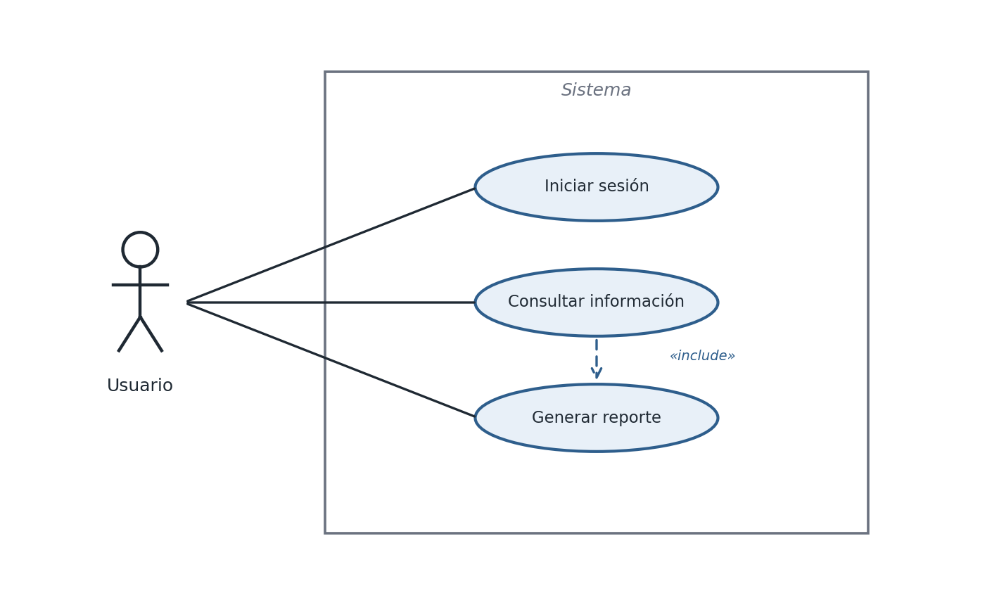 Sistema
Iniciar sesión
Consultar información
«include»
Generar reporte
Usuario